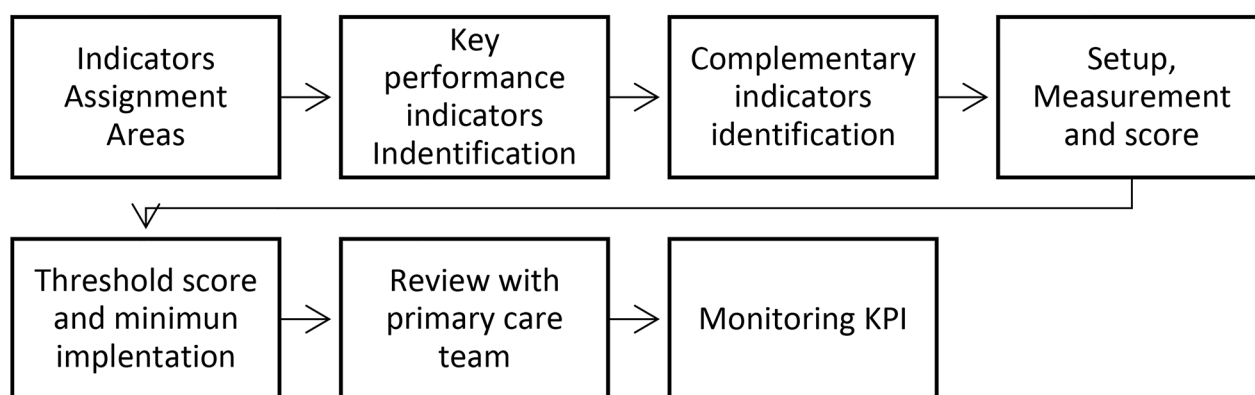 Indicators
Assignment
Areas
Key
performance
indicators
Indentification
Complementary
indicators
identification
Setup,
Measurement
and score
Threshold score
and minimun
implentation
Review with
primary care
team
Monitoring KPI